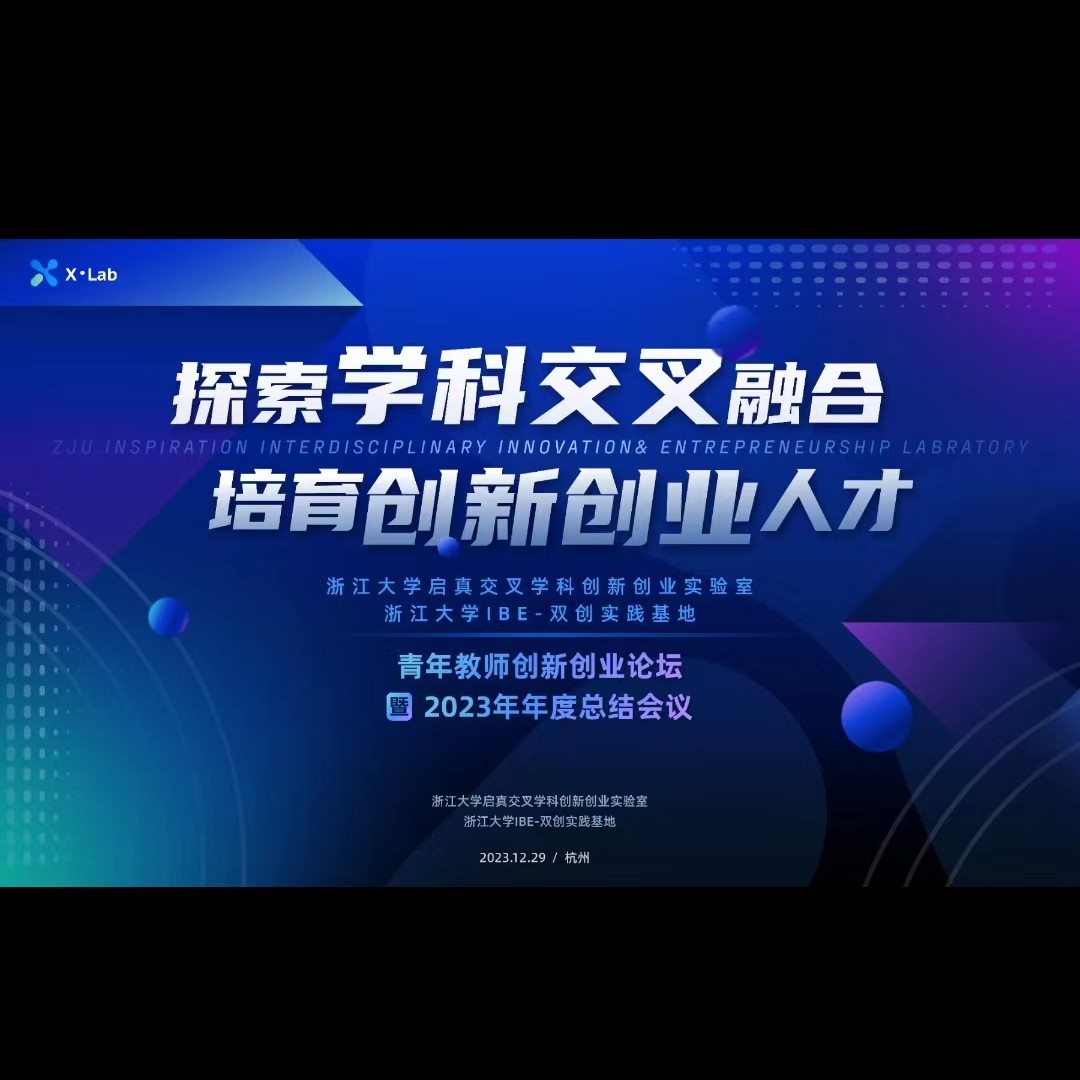 X·Lab
探索学科交叉融合
ZJU INSPIRATION INTERDISCIPLINARY INNOVATION& ENTREPRENEURSHIP LABRATORY
培育创新创业人才
浙江大学启真交叉学科创新创业实验室
浙江大学IBE-双创实践基地
青年教师创新创业论坛
暨 2023年年度总结会议
浙江大学启真交叉学科创新创业实验室
浙江大学IBE-双创实践基地
2023.12.29 / 杭州